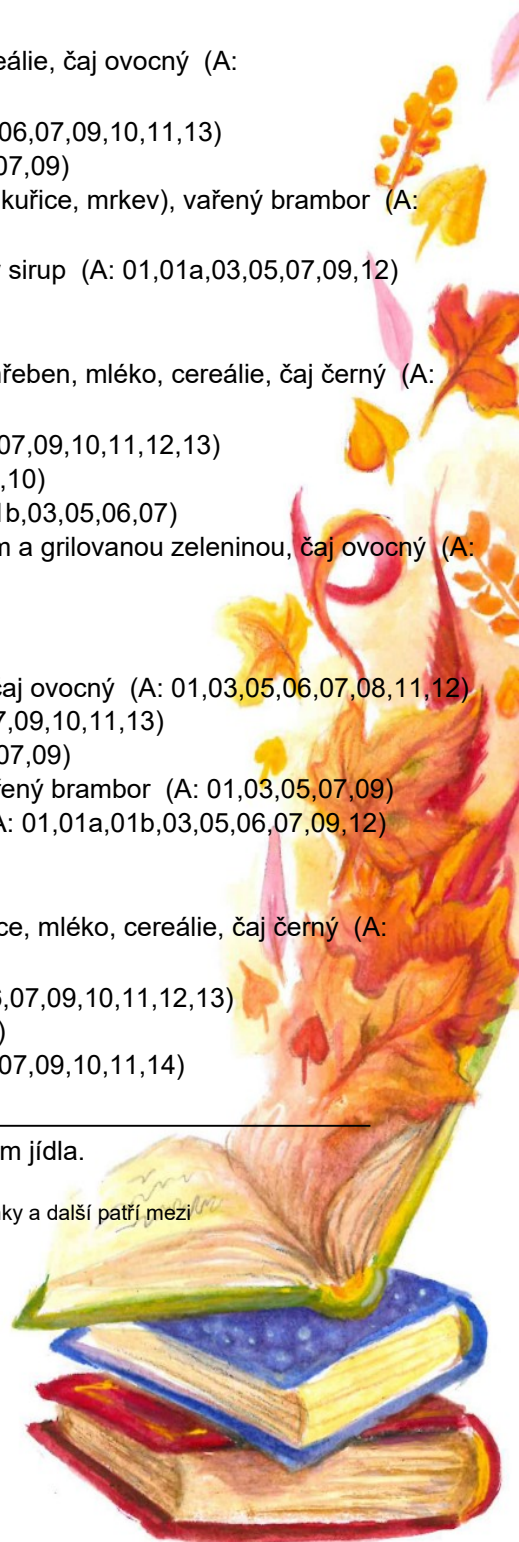 eálie, čaj ovocný (A:
06,07,09,10,11,13)
07,09)
kuřice, mrkev), vařený brambor (A:
sirup (A: 01,01a,03,05,07,09,12)
řeben, mléko, cereálie, čaj černý (A:
07,09,10,11,12,13)
,10)
1b,03,05,06,07)
m a grilovanou zeleninou, čaj ovocný (A:
čaj ovocný (A: 01,03,05,06,07,08,11,12)
7,09,10,11,13)
07,09)
řený brambor (A: 01,03,05,07,09)
A: 01,01a,01b,03,05,06,07,09,12)
ce, mléko, cereálie, čaj černý (A:
6,07,09,10,11,12,13)
)
07,09,10,11,14)
m jídla.
ky a další patří mezi